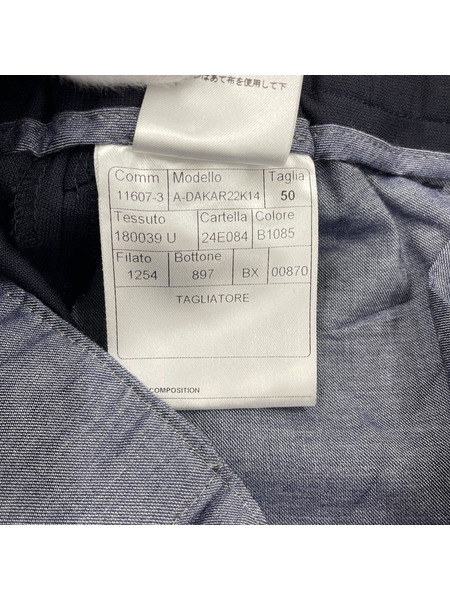 はあて布を使用して下
Comm Modello Taglia
11607-3 A-DAKAR22K14 50
Tessuto Cartella Colore
180039 U 24E084 B1085
Filato Bottone
1254 897 BX 00870
TAGLIATORE
COMPOSITION